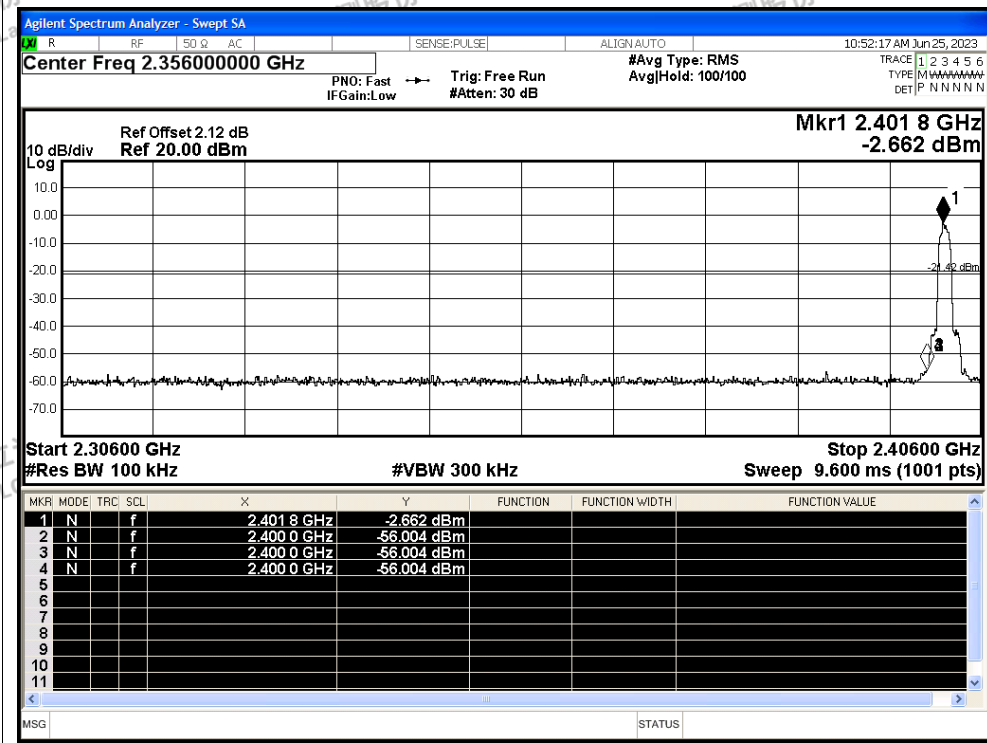 Agilent Spectrum Analyzer - Swept SA
LXI R RF 50 Ω AC SENSE:PULSE ALIGN AUTO 10:52:17 AM Jun 25, 2023
Center Freq 2.356000000 GHz #Avg Type: RMS TRACE 1 2 3 4 5 6
PNO: Fast Trig: Free Run Avg|Hold: 100/100 TYPE M
IFGain:Low #Atten: 30 dB DET P N N N N N
Mkr1 2.401 8 GHz
Ref Offset 2.12 dB
10 dB/div Ref 20.00 dBm -2.662 dBm
Log
10.0
1
0.00
-10.0
-20.0
-21.42 dBm
-30.0
-40.0
-50.0
-60.0
-70.0
Start 2.30600 GHz Stop 2.40600 GHz
#Res BW 100 kHz #VBW 300 kHz Sweep 9.600 ms (1001 pts)
MKR MODE TRC SCL X Y FUNCTION FUNCTION WIDTH FUNCTION VALUE
1 N f 2.401 8 GHz -2.662 dBm
2 N f 2.400 0 GHz -56.004 dBm
3 N f 2.400 0 GHz -56.004 dBm
4 N f 2.400 0 GHz -56.004 dBm
5
6
7
8
9
10
11
MSG STATUS